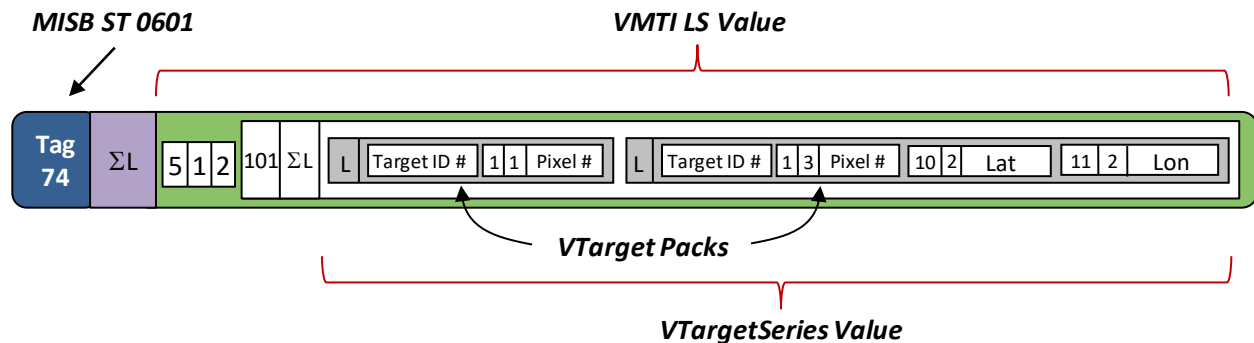 MISB ST 0601
VMTI LS Value
Tag 74
ΣL
5 1 2
101 ΣL
L Target ID # 1 1 Pixel #
L Target ID # 1 3 Pixel # 10 2 Lat 11 2 Lon
VTarget Packs
VTargetSeries Value